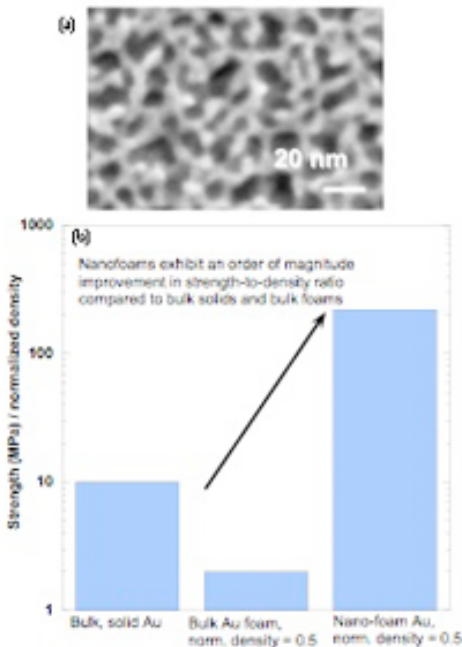 (a)
20 nm
1000
(b)
Nanofoams exhibit an order of magnitude
improvement in strength-to-density ratio
compared to bulk solids and bulk foams
100
10
1
Strength (MPa) / normalized density
Bulk, solid Au
Bulk Au foam,
norm. density = 0.5
Nano-foam Au,
norm. density = 0.5